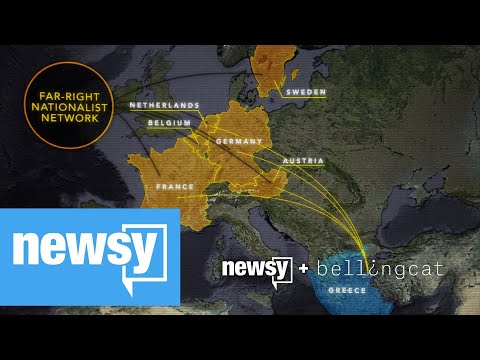 FAR-RIGHT
NATIONALIST
NETWORK
SWEDEN
NETHERLANDS
BELGIUM
GERMANY
AUSTRIA
FRANCE
newsy
newsy + bellingcat
GREECE